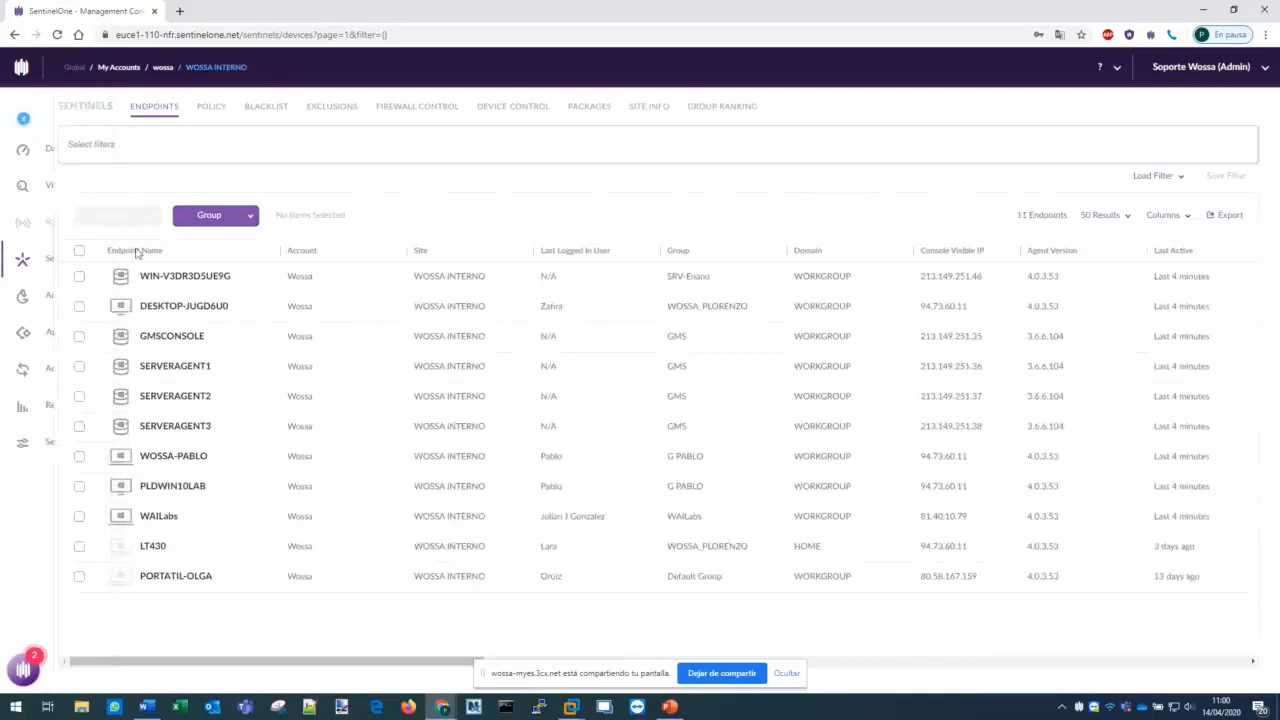 SentinelOne - Management Con
euce1-110-nfr.sentinelone.net/sentinels/devices?page=1&filter={}
ABP
P En pausa
Global / My Accounts / wossa / WOSSA INTERNO
? Soporte Wossa (Admin)
SENTINELS ENDPOINTS POLICY BLACKLIST EXCLUSIONS FIREWALL CONTROL DEVICE CONTROL PACKAGES SITE INFO GROUP RANKING
Select filters...
Load Filter Save Filter
Group No Items Selected 11 Endpoints 50 Results Columns Export
Endpoint Name Account Site Last Logged In User Group Domain Console Visible IP Agent Version Last Active
WIN-V3DR3D5UE9G Wossa WOSSA INTERNO N/A SRV-Enano WORKGROUP 213.149.251.46 4.0.3.53 Last 4 minutes
DESKTOP-JUGD6U0 Wossa WOSSA INTERNO Zafira WOSSA_PLORENZO WORKGROUP 94.73.60.11 4.0.3.53 Last 4 minutes
GMSCONSOLE Wossa WOSSA INTERNO N/A GMS WORKGROUP 213.149.251.35 3.6.6.104 Last 4 minutes
SERVERAGENT1 Wossa WOSSA INTERNO N/A GMS WORKGROUP 213.149.251.36 3.6.6.104 Last 4 minutes
SERVERAGENT2 Wossa WOSSA INTERNO N/A GMS WORKGROUP 213.149.251.37 3.6.6.104 Last 4 minutes
SERVERAGENT3 Wossa WOSSA INTERNO N/A GMS WORKGROUP 213.149.251.38 3.6.6.104 Last 4 minutes
WOSSA-PABLO Wossa WOSSA INTERNO Pablo G PABLO WORKGROUP 94.73.60.11 4.0.3.53 Last 4 minutes
PLDWIN10LAB Wossa WOSSA INTERNO Pablo G PABLO WORKGROUP 94.73.60.11 4.0.3.53 Last 4 minutes
WAILabs Wossa WOSSA INTERNO Julian J Gonzalez WAILabs WORKGROUP 81.40.10.79 4.0.3.53 Last 4 minutes
LT430 Wossa WOSSA INTERNO Lara WOSSA_PLORENZO HOME 94.73.60.11 4.0.3.53 3 days ago
PORTATIL-OLGA Wossa WOSSA INTERNO Oruiz Default Group WORKGROUP 80.58.167.159 4.0.3.53 13 days ago
2
wossa-myes.3cx.net está compartiendo tu pantalla. Dejar de compartir Ocultar
11:00
14/04/2020
20